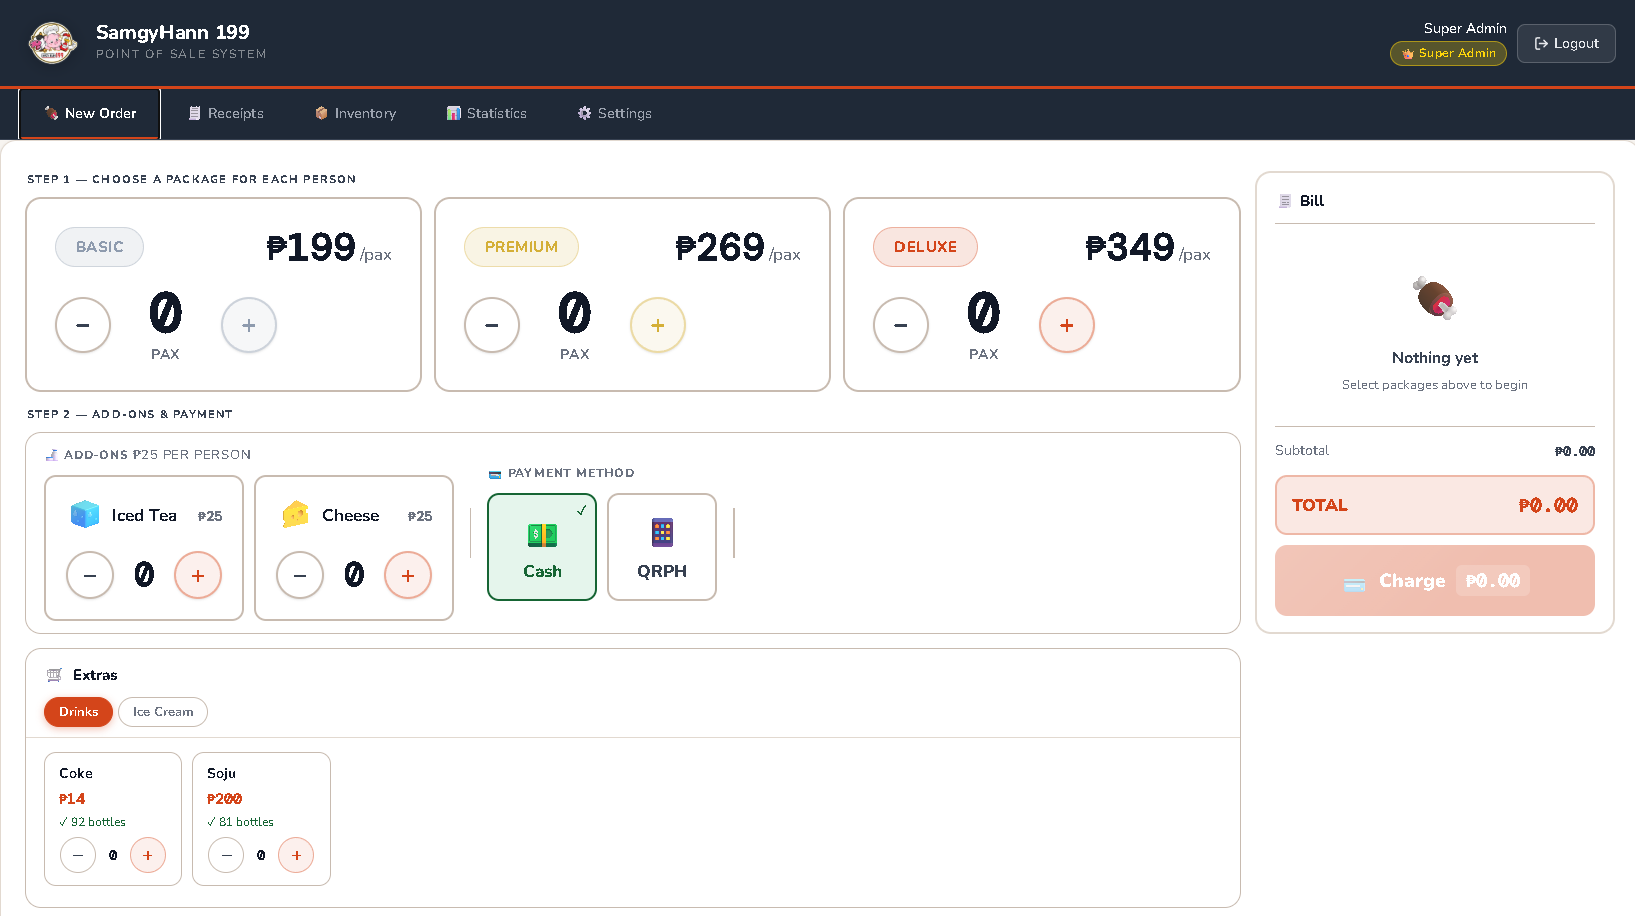 SamgyHann 199
POINT OF SALE SYSTEM
Super Admin
Super Admin
Logout
New Order
Receipts
Inventory
Statistics
Settings
STEP 1 — CHOOSE A PACKAGE FOR EACH PERSON
BASIC
₱199 /pax
− 0 +
PAX
PREMIUM
₱269 /pax
− 0 +
PAX
DELUXE
₱349 /pax
− 0 +
PAX
STEP 2 — ADD-ONS & PAYMENT
ADD-ONS ₱25 PER PERSON
Iced Tea ₱25
− 0 +
Cheese ₱25
− 0 +
PAYMENT METHOD
✓
Cash
QRPH
Extras
Drinks
Ice Cream
Coke
₱14
✓ 92 bottles
− 0 +
Soju
₱200
✓ 81 bottles
− 0 +
Bill
Nothing yet
Select packages above to begin
Subtotal ₱0.00
TOTAL ₱0.00
Charge ₱0.00